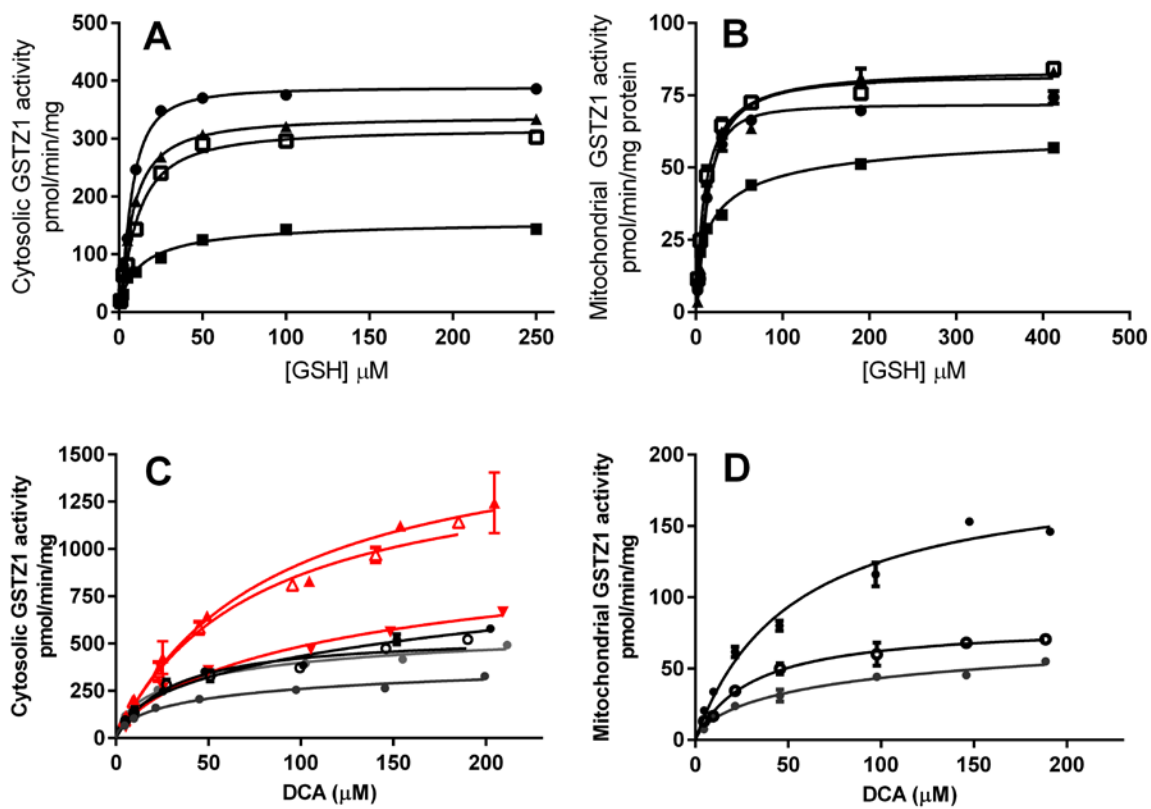 A
Cytosolic GSTZ1 activity
pmol/min/mg
500
400
300
200
100
0
0 50 100 150 200 250
[GSH] μM
B
Mitochondrial GSTZ1 activity
pmol/min/mg protein
100
75
50
25
0
0 100 200 300 400 500
[GSH] μM
C
Cytosolic GSTZ1 activity
pmol/min/mg
1500
1250
1000
750
500
250
0
0 50 100 150 200
DCA (μM)
D
Mitochondrial GSTZ1 activity
pmol/min/mg
200
150
100
50
0
0 50 100 150 200
DCA (μM)